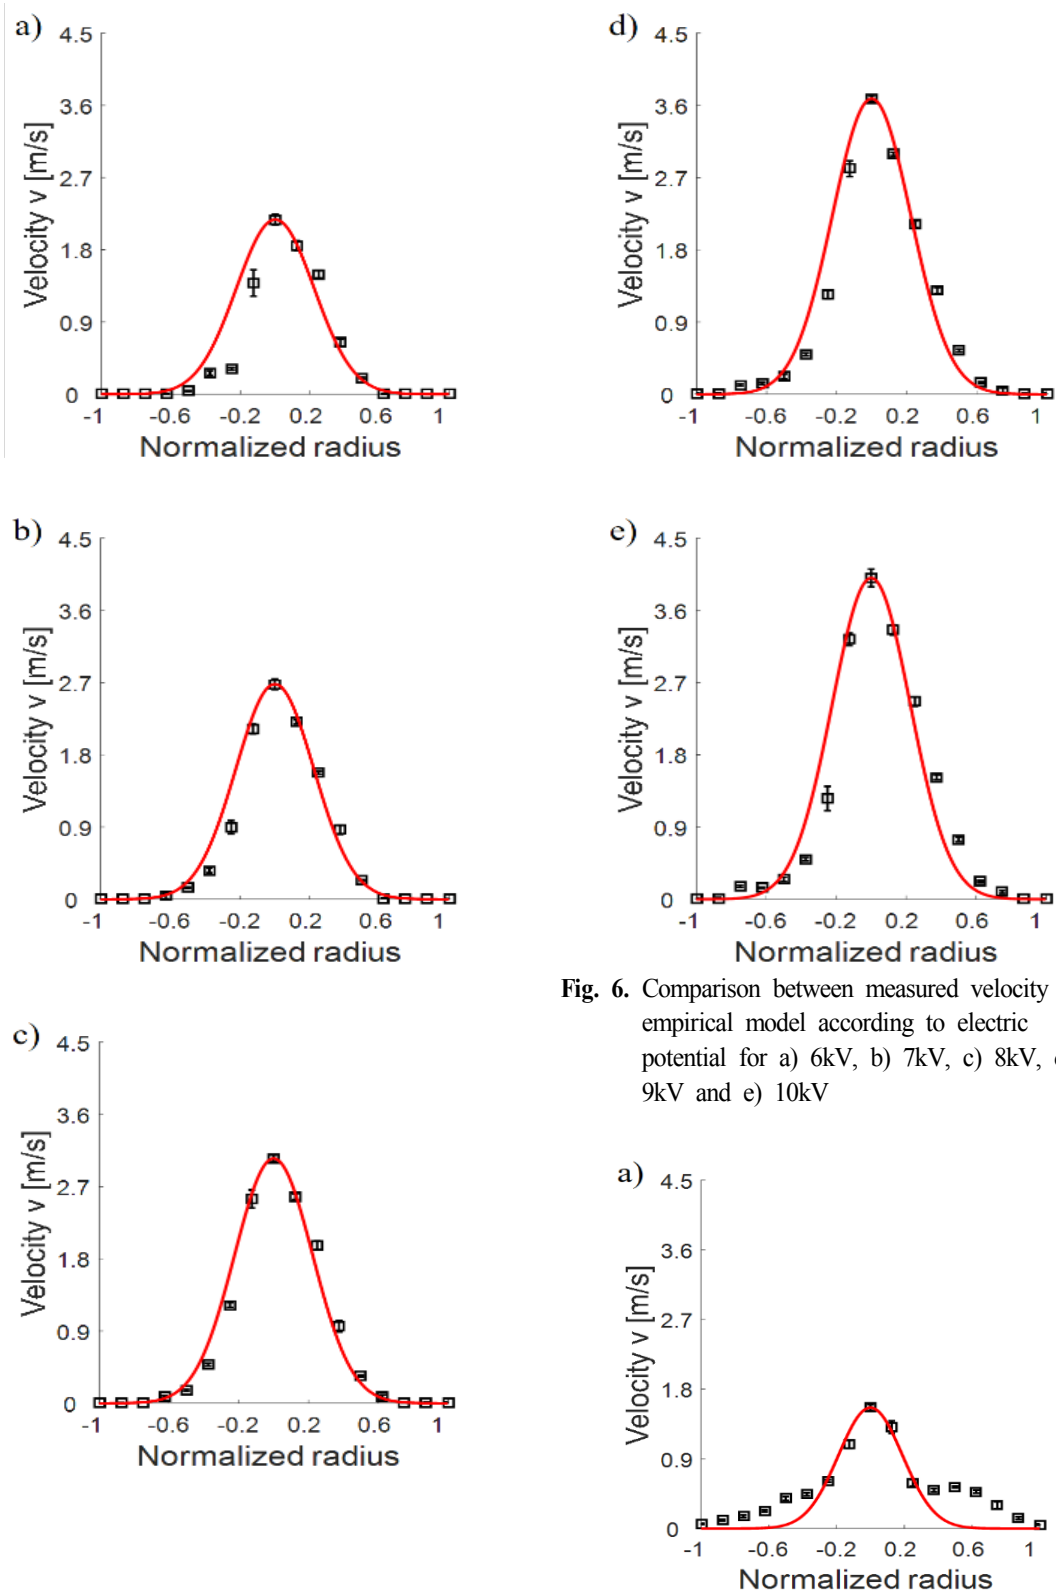 a)
4.5
3.6
2.7
1.8
0.9
0
Velocity v [m/s]
-1 -0.6 -0.2 0.2 0.6 1
Normalized radius
b)
4.5
3.6
2.7
1.8
0.9
0
Velocity v [m/s]
-1 -0.6 -0.2 0.2 0.6 1
Normalized radius
c)
4.5
3.6
2.7
1.8
0.9
0
Velocity v [m/s]
-1 -0.6 -0.2 0.2 0.6 1
Normalized radius
d)
4.5
3.6
2.7
1.8
0.9
0
Velocity v [m/s]
-1 -0.6 -0.2 0.2 0.6 1
Normalized radius
e)
4.5
3.6
2.7
1.8
0.9
0
Velocity v [m/s]
-1 -0.6 -0.2 0.2 0.6 1
Normalized radius
Fig. 6. Comparison between measured velocity
empirical model according to electric
potential for a) 6kV, b) 7kV, c) 8kV,
9kV and e) 10kV
a)
4.5
3.6
2.7
1.8
0.9
0
Velocity v [m/s]
-1 -0.6 -0.2 0.2 0.6 1
Normalized radius